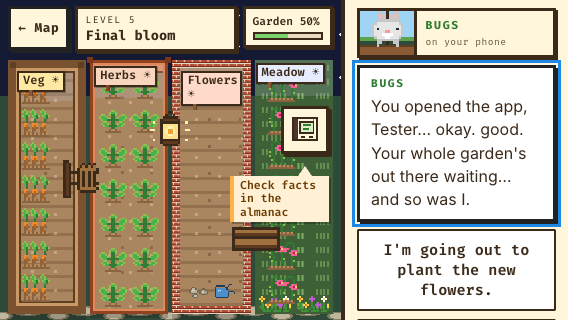 ← Map
LEVEL 5
Final bloom
Garden 50%
Veg ☀
Herbs ☀
Flowers
☀
Meadow ☀
Check facts
in the
almanac
BUGS
on your phone
BUGS
You opened the app,
Tester... okay. good.
Your whole garden's
out there waiting...
and so was I.
I'm going out to
plant the new
flowers.